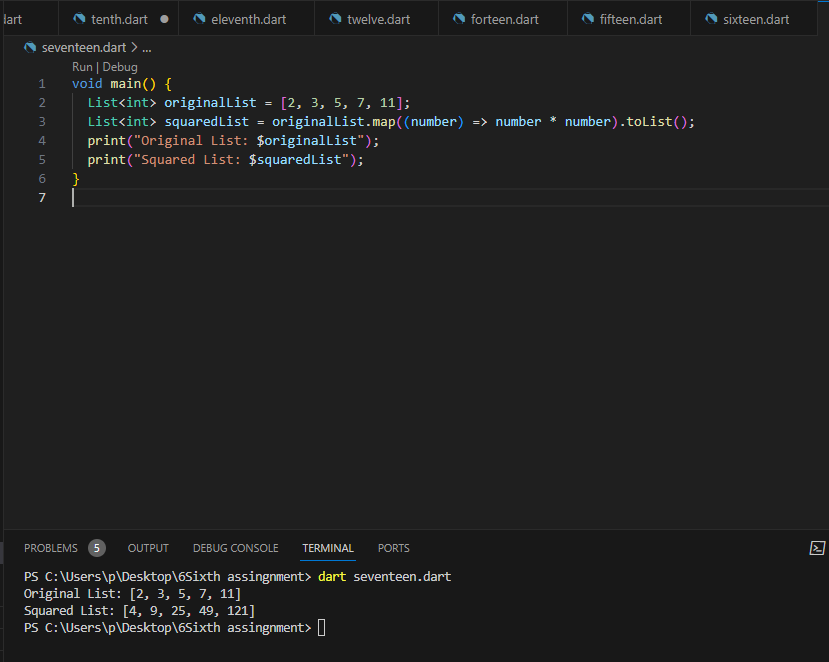 dart tenth.dart eleventh.dart twelve.dart forteen.dart fifteen.dart sixteen.dart
seventeen.dart > ...
Run | Debug
1 void main() {
2 List<int> originalList = [2, 3, 5, 7, 11];
3 List<int> squaredList = originalList.map((number) => number * number).toList();
4 print("Original List: $originalList");
5 print("Squared List: $squaredList");
6 }
7
PROBLEMS 5 OUTPUT DEBUG CONSOLE TERMINAL PORTS
PS C:\Users\p\Desktop\6Sixth assingnment> dart seventeen.dart
Original List: [2, 3, 5, 7, 11]
Squared List: [4, 9, 25, 49, 121]
PS C:\Users\p\Desktop\6Sixth assingnment>